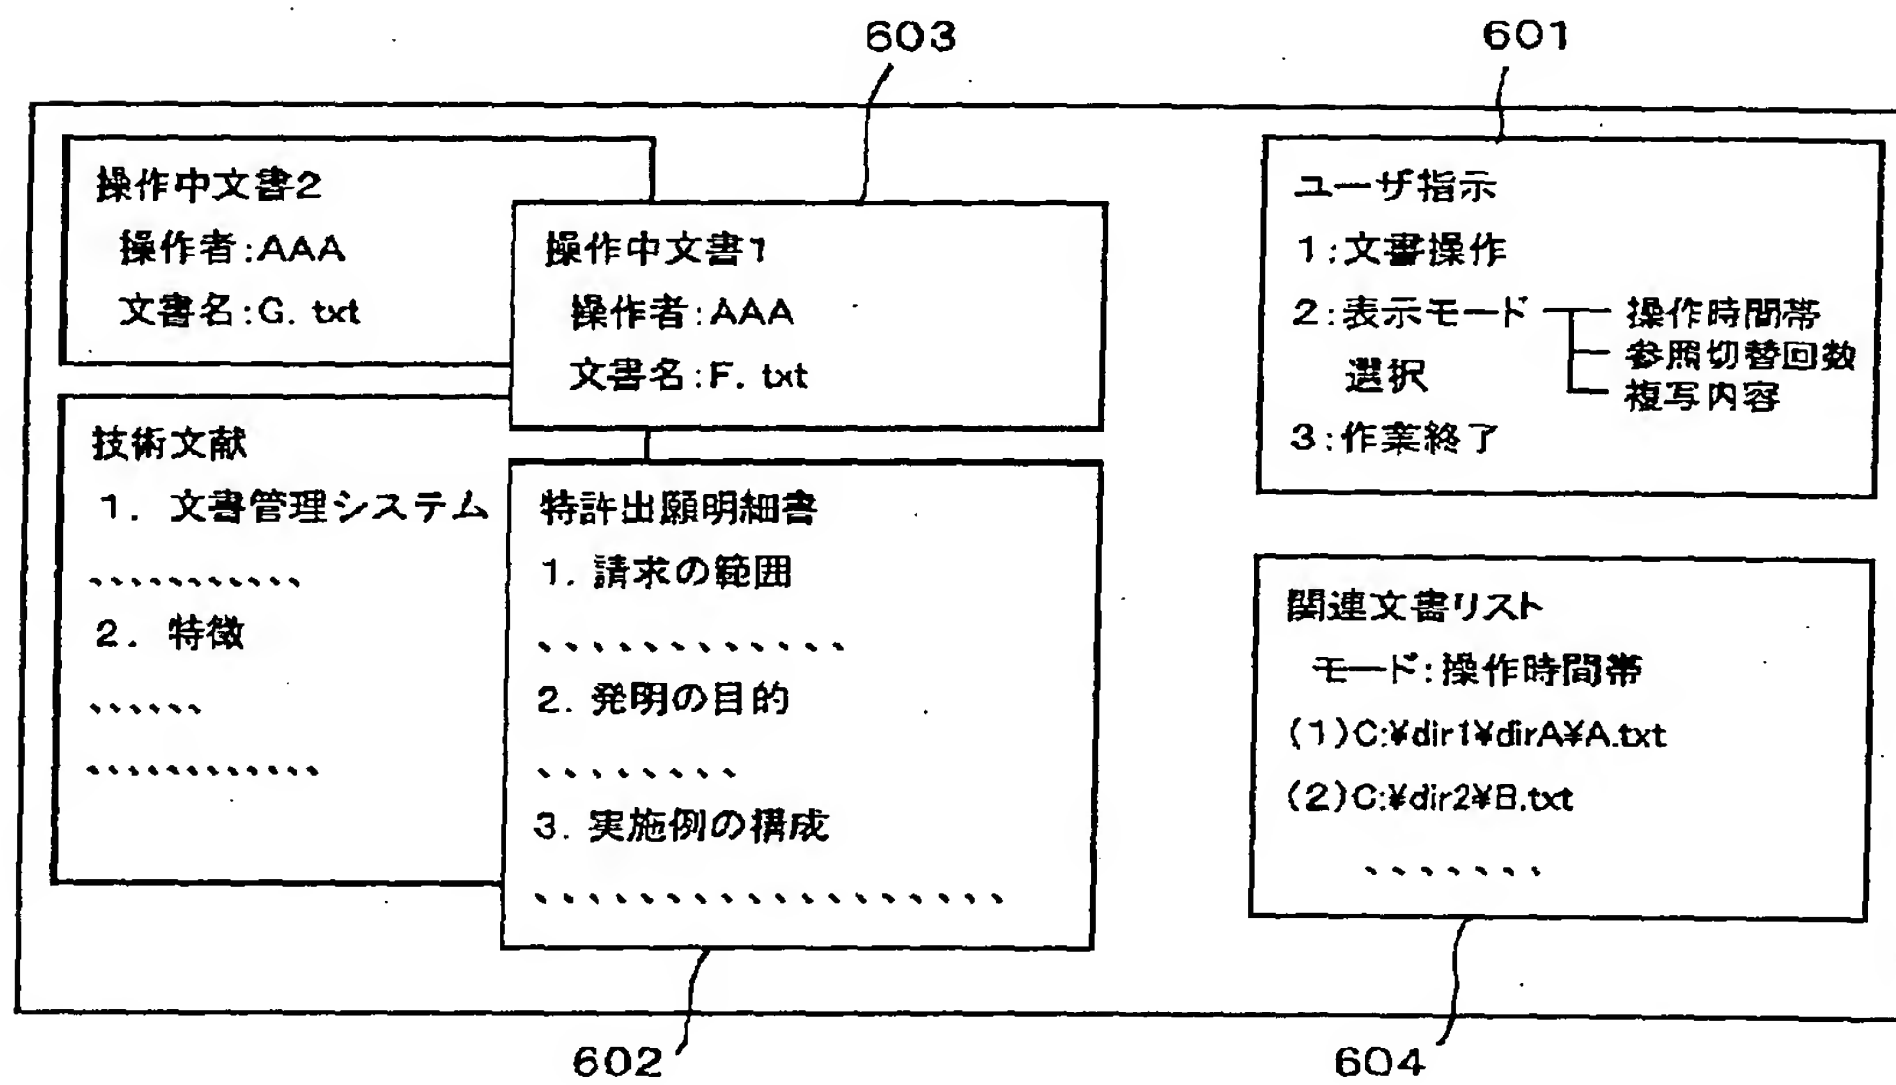 603
601
操作中文書2
操作者:AAA
文書名:G. txt
操作中文書1
操作者:AAA
文書名:F. txt
ユーザ指示
1:文書操作
2:表示モード
選択
操作時間帯
参照切替回数
複写内容
3:作業終了
技術文献
1. 文書管理システム
、、、、、、、、、、、
2. 特徴
、、、、、、
、、、、、、、、、、、、
特許出願明細書
1. 請求の範囲
、、、、、、、、、、、、
2. 発明の目的
、、、、、、、、
3. 実施例の構成
、、、、、、、、、、、、、、、、、、
関連文書リスト
モード:操作時間帯
(1)C:¥dir1¥dirA¥A.txt
(2)C:¥dir2¥B.txt
、、、、、、、
602
604